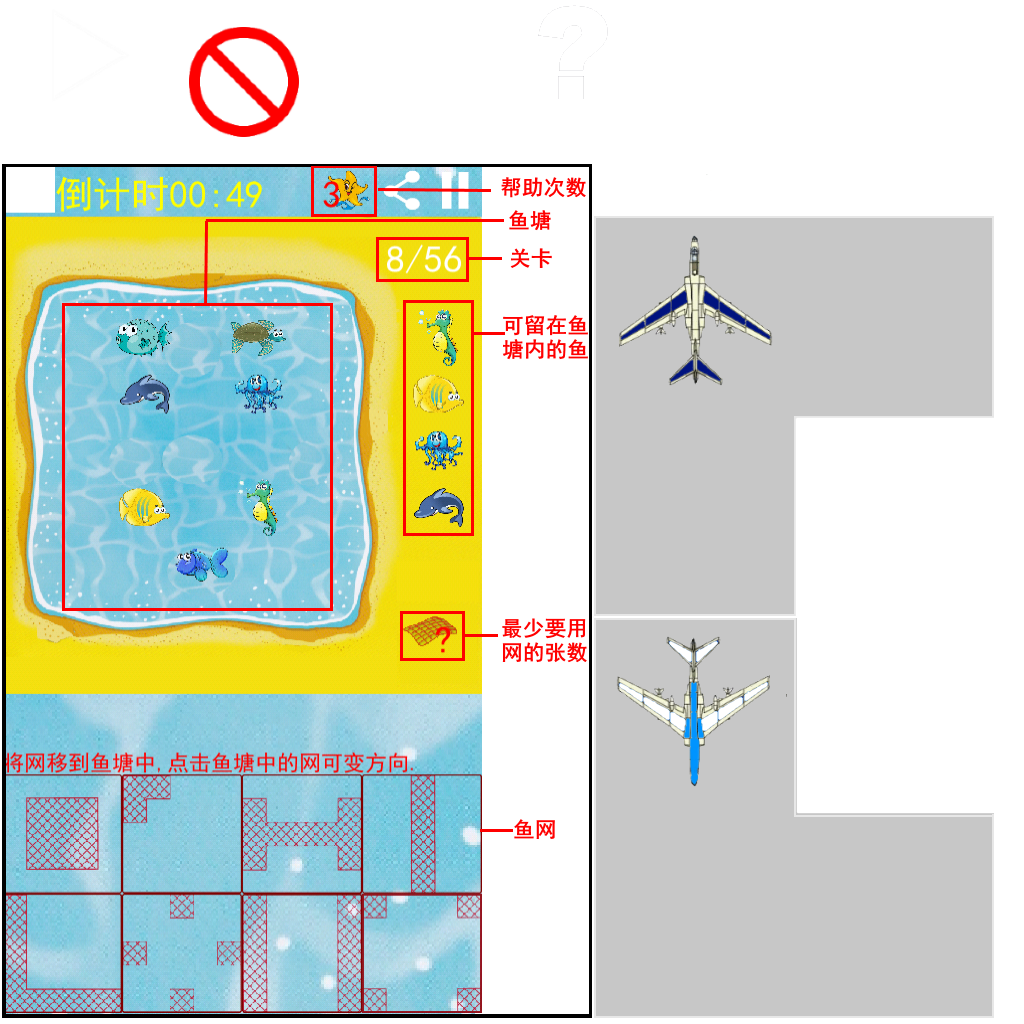 ?
倒计时00:49
3
帮助次数
鱼塘
8/56
关卡
可留在鱼
塘内的鱼
?
最少要用
网的张数
将网移到鱼塘中,点击鱼塘中的网可变方向.
鱼网